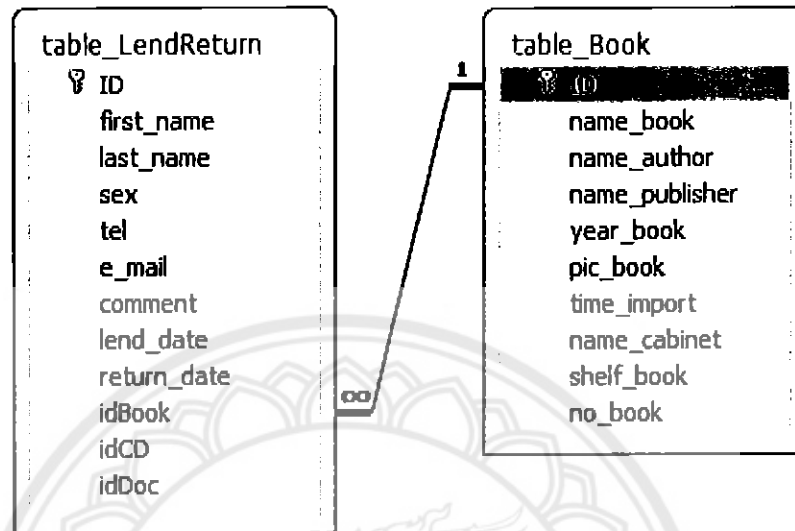 table_LendReturn
ID
first_name
last_name
sex
tel
e_mail
comment
lend_date
return_date
idBook
idCD
idDoc
1
∞
table_Book
ID
name_book
name_author
name_publisher
year_book
pic_book
time_import
name_cabinet
shelf_book
no_book